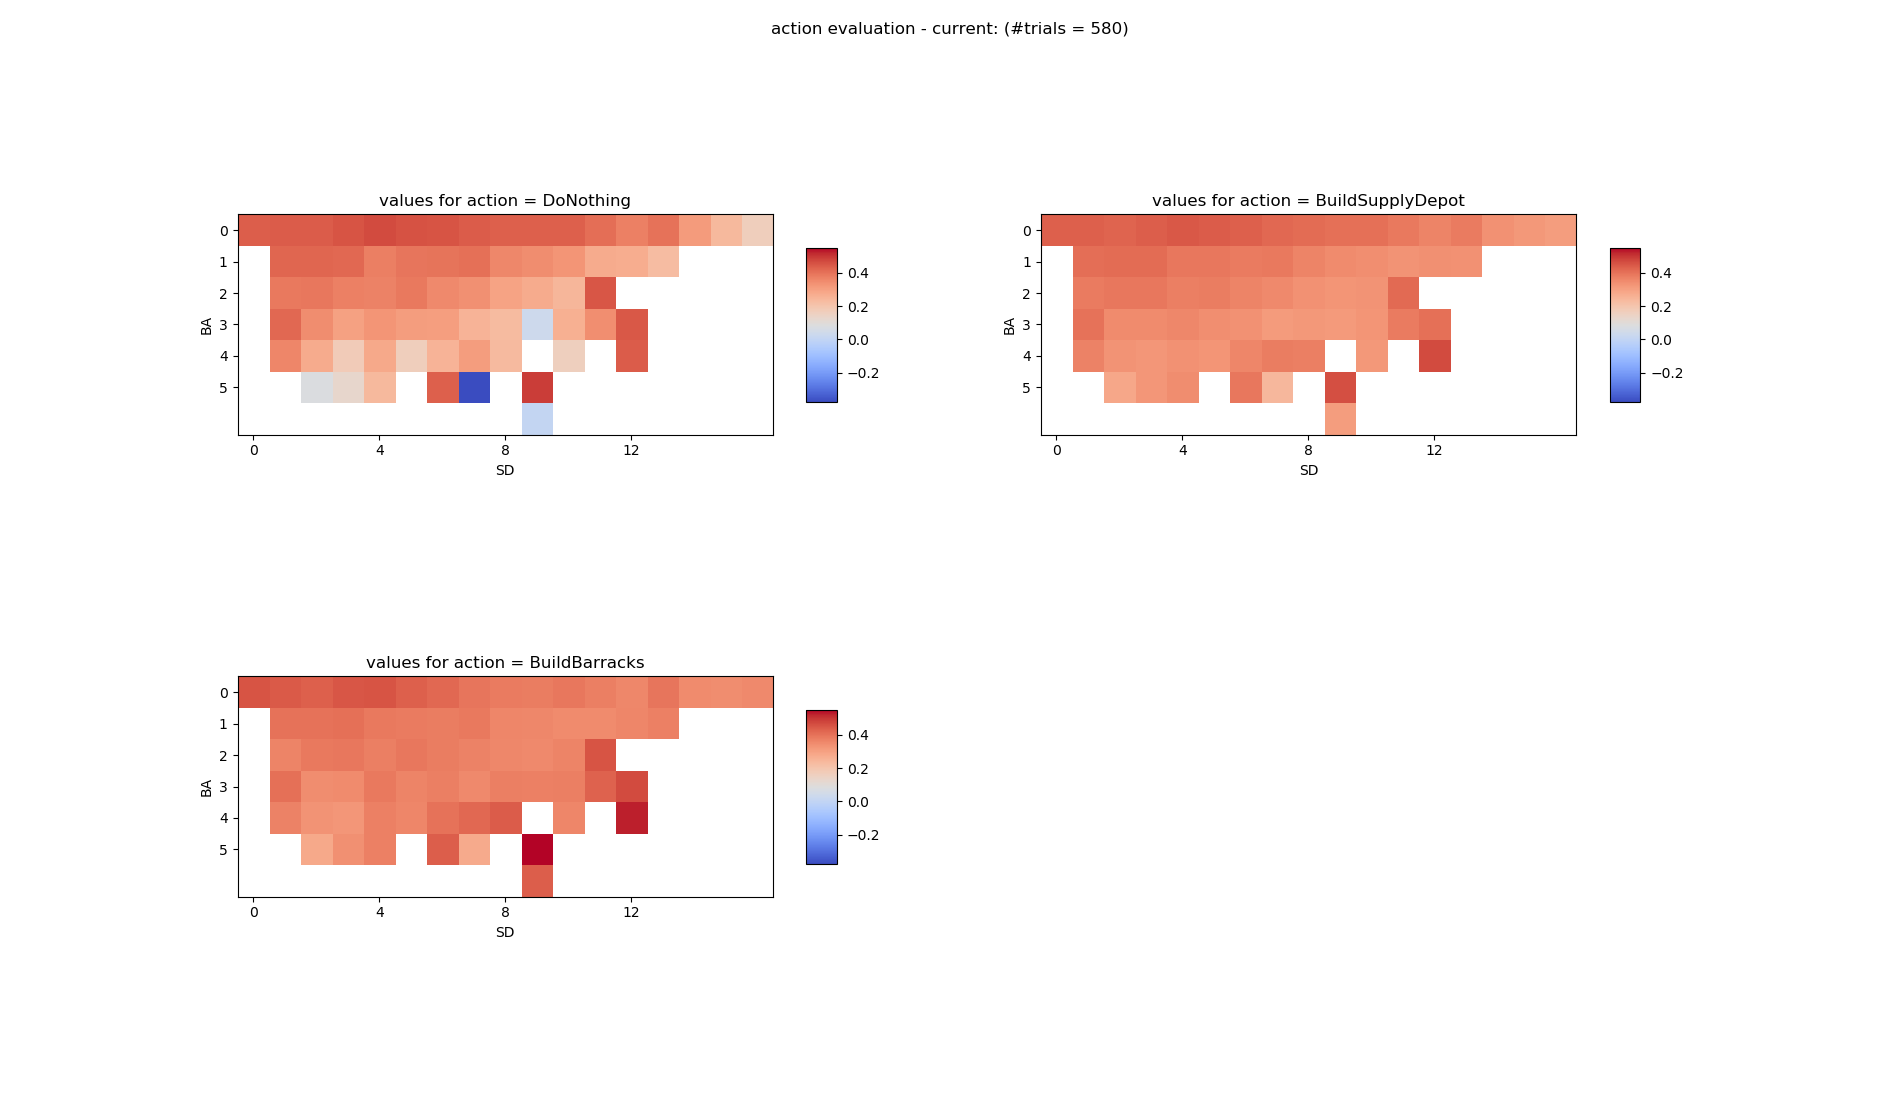 action evaluation - current: (#trials = 580)
values for action = DoNothing
0
1
2
3
4
5
BA
0 4 8 12
SD
0.4
0.2
0.0
−0.2
values for action = BuildSupplyDepot
0
1
2
3
4
5
BA
0 4 8 12
SD
0.4
0.2
0.0
−0.2
values for action = BuildBarracks
0
1
2
3
4
5
BA
0 4 8 12
SD
0.4
0.2
0.0
−0.2